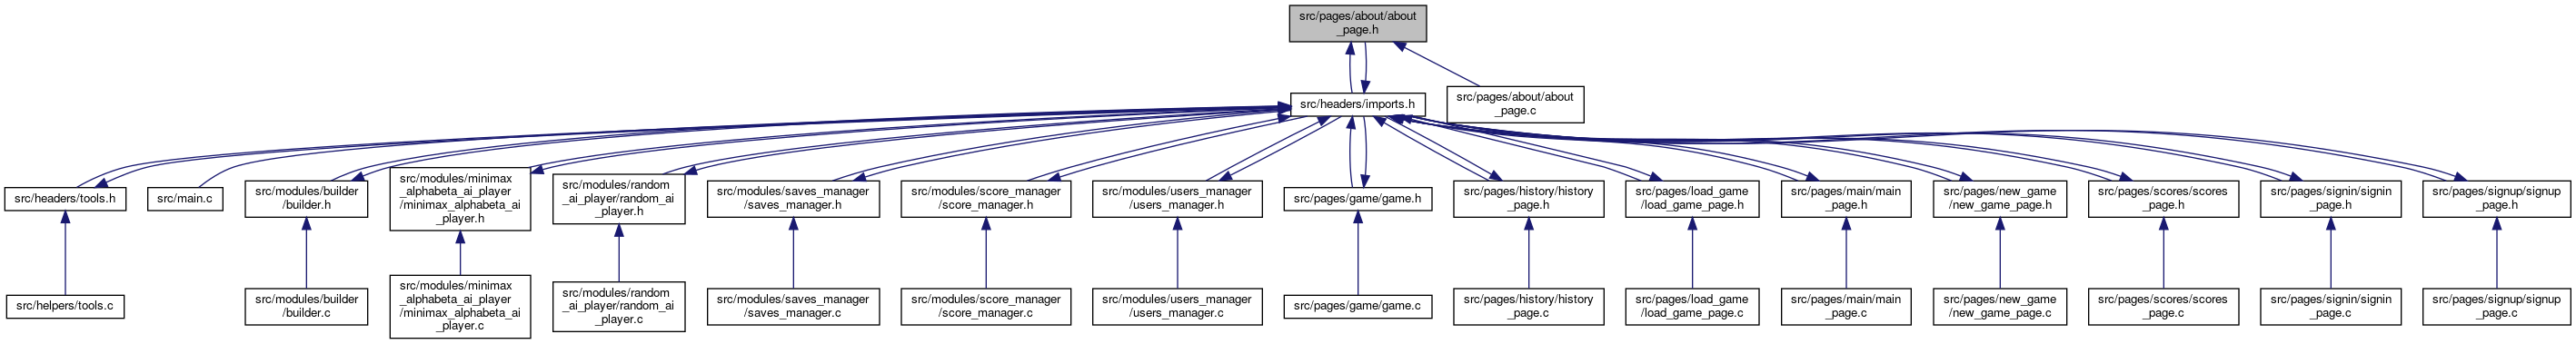 src/pages/about/about
_page.h
src/headers/imports.h
src/pages/about/about
_page.c
src/headers/tools.h
src/main.c
src/modules/builder
/builder.h
src/modules/minimax
_alphabeta_ai_player
/minimax_alphabeta_ai
_player.h
src/modules/random
_ai_player/random_ai
_player.h
src/modules/saves_manager
/saves_manager.h
src/modules/score_manager
/score_manager.h
src/modules/users_manager
/users_manager.h
src/pages/game/game.h
src/pages/history/history
_page.h
src/pages/load_game
/load_game_page.h
src/pages/main/main
_page.h
src/pages/new_game
/new_game_page.h
src/pages/scores/scores
_page.h
src/pages/signin/signin
_page.h
src/pages/signup/signup
_page.h
src/helpers/tools.c
src/modules/builder
/builder.c
src/modules/minimax
_alphabeta_ai_player
/minimax_alphabeta_ai
_player.c
src/modules/random
_ai_player/random_ai
_player.c
src/modules/saves_manager
/saves_manager.c
src/modules/score_manager
/score_manager.c
src/modules/users_manager
/users_manager.c
src/pages/game/game.c
src/pages/history/history
_page.c
src/pages/load_game
/load_game_page.c
src/pages/main/main
_page.c
src/pages/new_game
/new_game_page.c
src/pages/scores/scores
_page.c
src/pages/signin/signin
_page.c
src/pages/signup/signup
_page.c